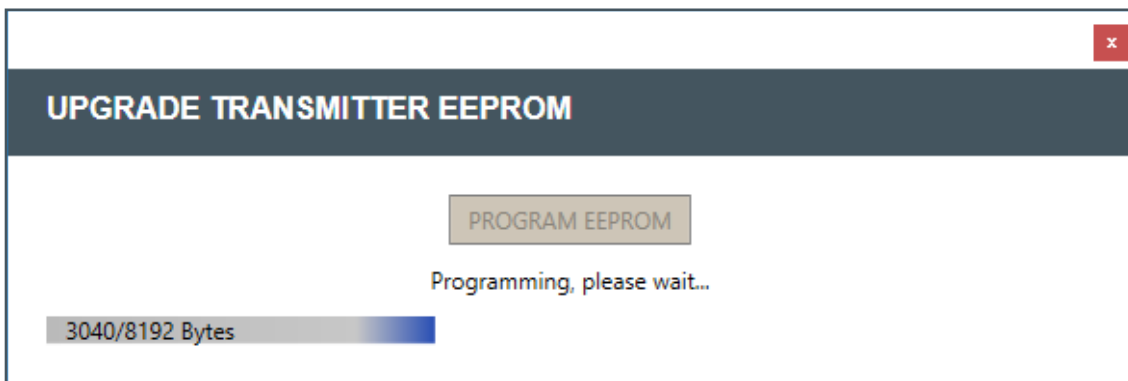 x
UPGRADE TRANSMITTER EEPROM
PROGRAM EEPROM
Programming, please wait...
3040/8192 Bytes